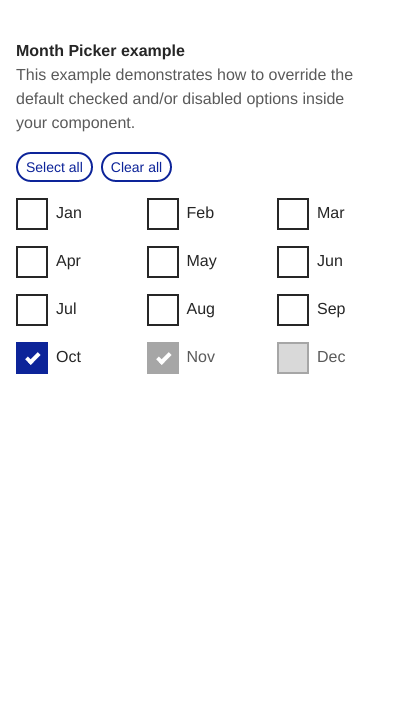 Month Picker example
This example demonstrates how to override the
default checked and/or disabled options inside
your component.
Select all Clear all
Jan Feb Mar
Apr May Jun
Jul Aug Sep
Oct Nov Dec